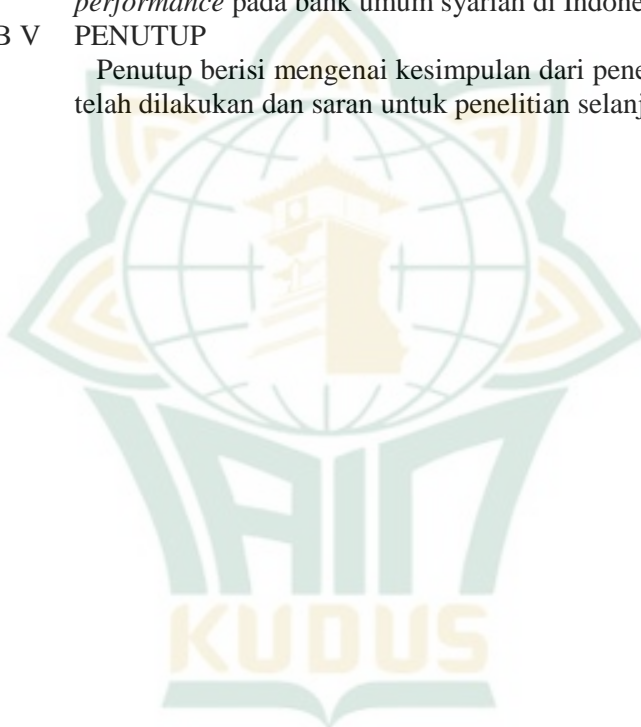 performance pada bank umum syariah di Indone
B V PENUTUP
Penutup berisi mengenai kesimpulan dari pene
telah dilakukan dan saran untuk penelitian selanj
IAIN
KUDUS